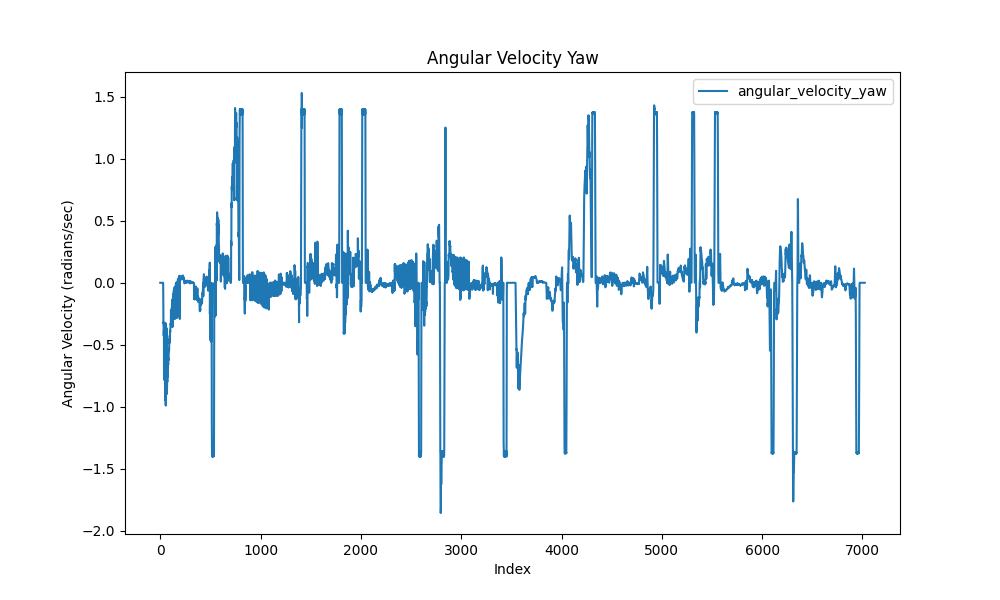 Angular Velocity Yaw
angular_velocity_yaw
1.5
1.0
0.5
0.0
−0.5
−1.0
−1.5
−2.0
Angular Velocity (radians/sec)
0 1000 2000 3000 4000 5000 6000 7000
Index